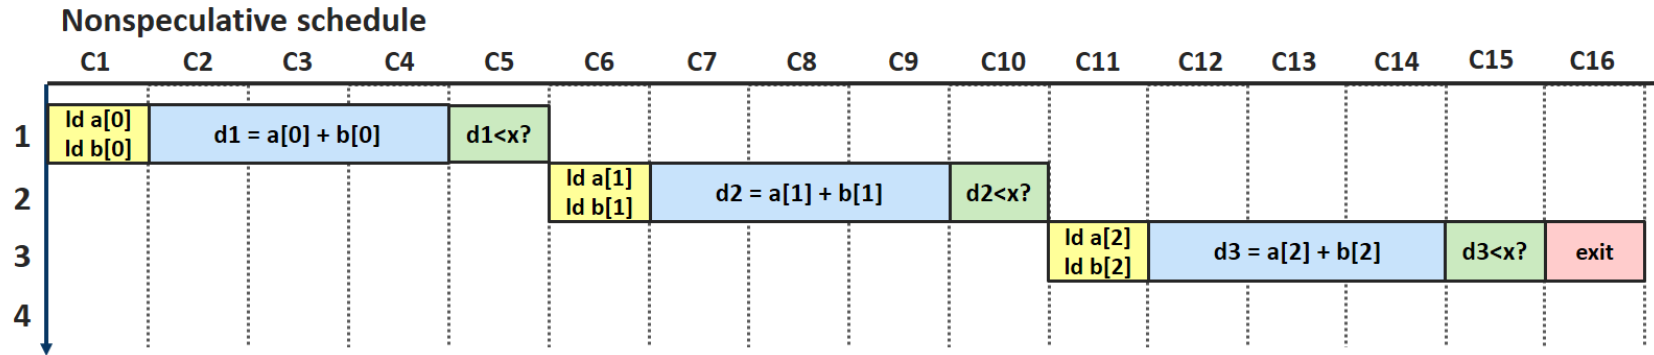 Nonspeculative schedule
C1 C2 C3 C4 C5 C6 C7 C8 C9 C10 C11 C12 C13 C14 C15 C16
1
ld a[0]
ld b[0]
d1 = a[0] + b[0]
d1<x?
2
ld a[1]
ld b[1]
d2 = a[1] + b[1]
d2<x?
3
ld a[2]
ld b[2]
d3 = a[2] + b[2]
d3<x?
exit
4